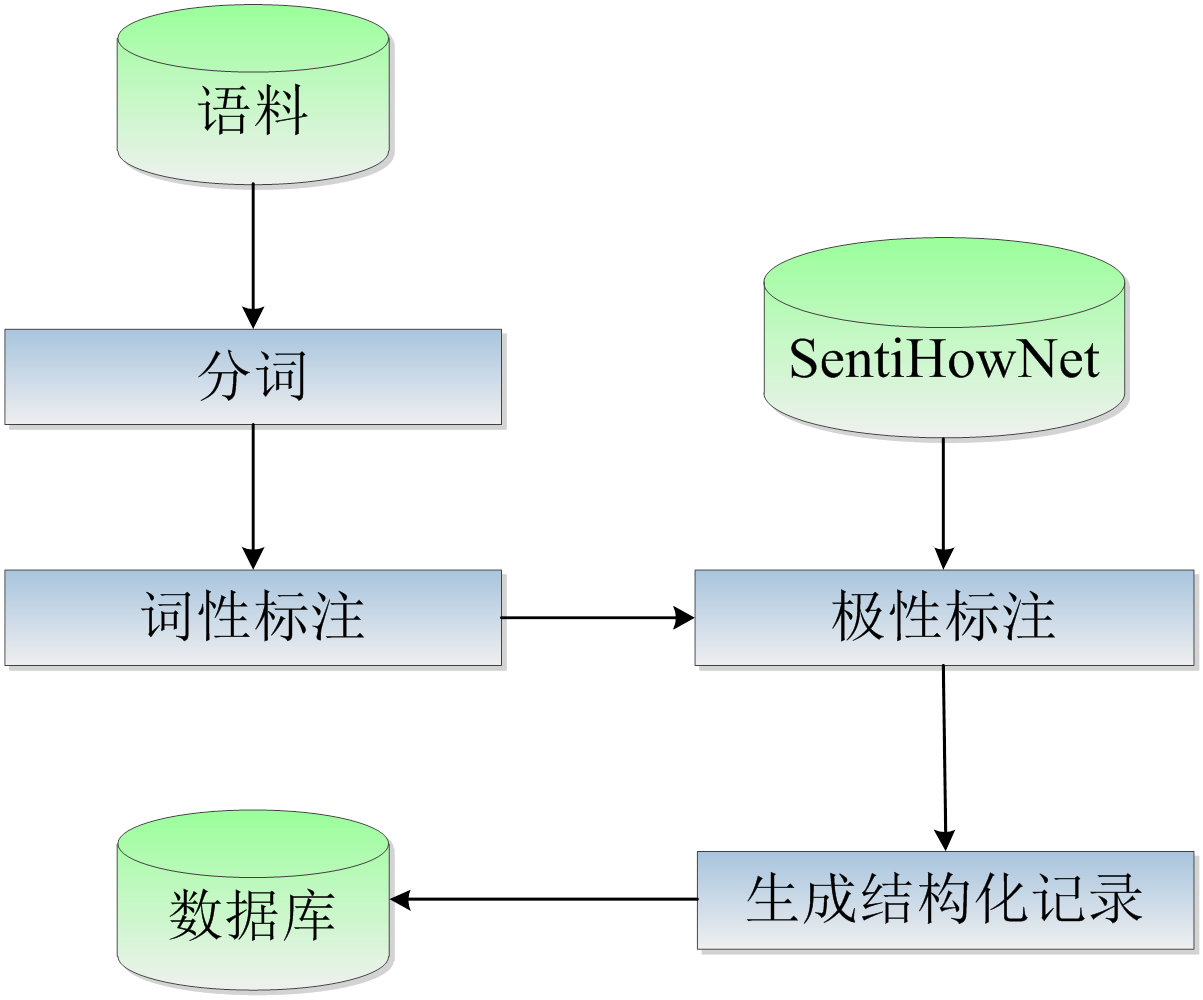 语料
分词
SentiHowNet
词性标注
极性标注
数据库
生成结构化记录